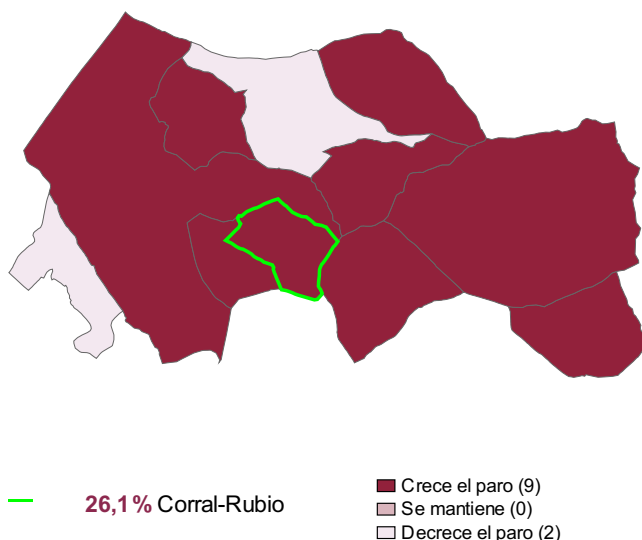 26,1% Corral-Rubio
Crece el paro (9)
Se mantiene (0)
Decrece el paro (2)